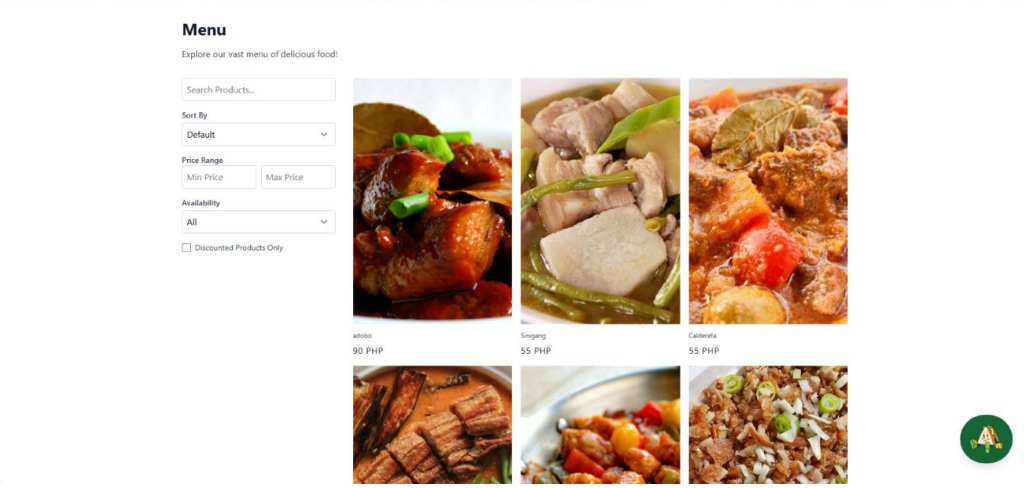 Menu
Explore our vast menu of delicious food!
Search Products...
Sort By
Default
Price Range
Min Price Max Price
Availability
All
Discounted Products Only
adobo Sinigang Caldereta
90 PHP 55 PHP 55 PHP